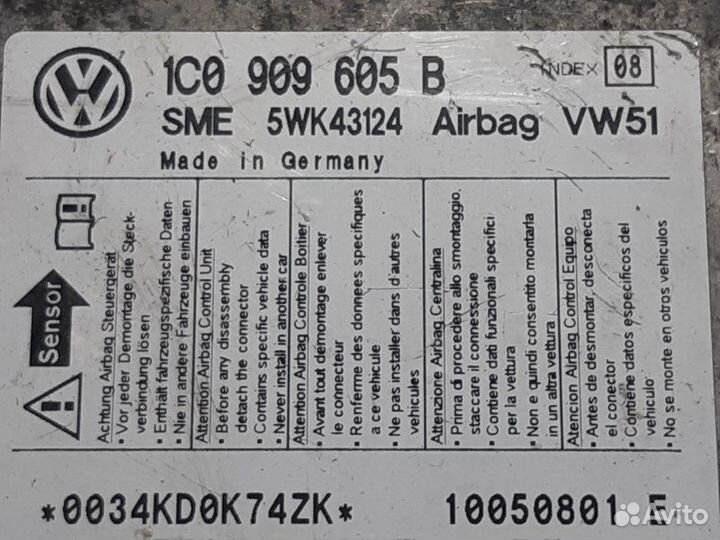 1C0 909 605 B INDEX 08
SME 5WK43124 Airbag VW51
Made in Germany
Sensor
Achtung Airbag Steuergerät
• Vor jeder Demontage die Steck-
verbindung lösen
• Enthält fahrzeugspezifische Daten
• Nie in andere Fahrzeuge einbauen
Attention Airbag Control Unit
• Before any disassembly
detach the connector
• Contains specific vehicle data
• Never install in another car
Attention Airbag Controle Boitier
• Avant tout démontage enlever
le connecteur
• Renferme des données spécifiques
a ce véhicule
• Ne pas installer dans d'autres
véhicules
Attenzione Airbag Centralina
• Prima di procedere allo smontaggio,
staccare il connessione
• Contiene dati funzionali specifici
per la vettura
• Non e quindi consentito montarla
in un altra vettura
Atencion Airbag Control Equipo
• Antes de desmontar, desconecta
el conector
• Contiene datos especificos del
vehiculo
• No se monte en otros vehiculos
*0034KD0K74ZK* 10050801 E
Avito